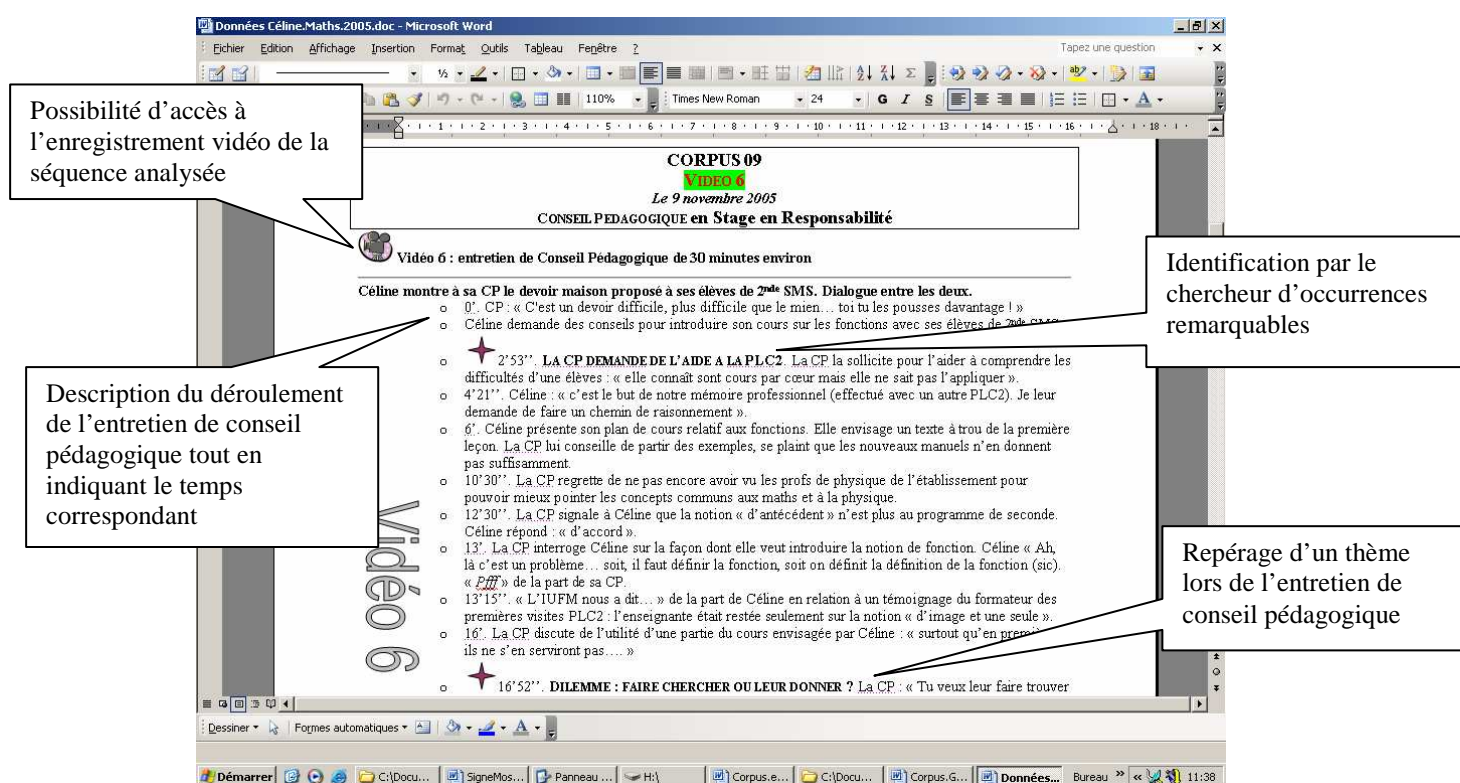 Données Céline.Maths.2005.doc - Microsoft Word
Fichier Edition Affichage Insertion Format Outils Tableau Fenêtre ?
Tapez une question
½
110%
Times New Roman
24
G I S
1 2 3 4 5 6 7 8 9 10 11 12 13 14 15 16 18
Possibilité d'accès à
l'enregistrement vidéo de la
séquence analysée
CORPUS 09
VIDEO 6
Le 9 novembre 2005
CONSEIL PEDAGOGIQUE en Stage en Responsabilité
Vidéo 6 : entretien de Conseil Pédagogique de 30 minutes environ
Identification par le
chercheur d'occurrences
remarquables
Céline montre à sa CP le devoir maison proposé à ses élèves de 2nde SMS. Dialogue entre les deux.
o 0'. CP : « C'est un devoir difficile, plus difficile que le mien… toi tu les pousses davantage ! »
o Céline demande des conseils pour introduire son cours sur les fonctions avec ses élèves de 2nde SMS.
o 2'53''. LA CP DEMANDE DE L'AIDE A LA PLC2. La CP la sollicite pour l'aider à comprendre les
difficultés d'une élèves : « elle connaît sont cours par cœur mais elle ne sait pas l'appliquer ».
o 4'21''. Céline : « c'est le but de notre mémoire professionnel (effectué avec un autre PLC2). Je leur
demande de faire un chemin de raisonnement ».
o 6'. Céline présente son plan de cours relatif aux fonctions. Elle envisage un texte à trou de la première
leçon. La CP lui conseille de partir des exemples, se plaint que les nouveaux manuels n'en donnent
pas suffisamment.
o 10'30''. La CP regrette de ne pas encore avoir vu les profs de physique de l'établissement pour
pouvoir mieux pointer les concepts communs aux maths et à la physique.
o 12'30''. La CP signale à Céline que la notion « d'antécédent » n'est plus au programme de seconde.
Céline répond : « d'accord ».
o 13'. La CP interroge Céline sur la façon dont elle veut introduire la notion de fonction. Céline « Ah,
là c'est un problème… soit, il faut définir la fonction, soit on définit la définition de la fonction (sic).
« Pfff » de la part de sa CP.
o 13'15''. « L'IUFM nous a dit… » de la part de Céline en relation à un témoignage du formateur des
premières visites PLC2 : l'enseignante était restée seulement sur la notion « d'image et une seule ».
o 16'. La CP discute de l'utilité d'une partie du cours envisagée par Céline : « surtout qu'en
ils ne s'en serviront pas…. »
o 16'52''. DILEMME : FAIRE CHERCHER OU LEUR DONNER ? La CP : « Tu veux leur faire trouver
Vidéo 6
Description du déroulement
de l'entretien de conseil
pédagogique tout en
indiquant le temps
correspondant
Repérage d'un thème
lors de l'entretien de
conseil pédagogique
Dessiner Formes automatiques
Démarrer C:\Docu... SigneMos... Panneau ... H:\ Corpus.e... C:\Docu... Corpus.G... Données... Bureau » « 11:38